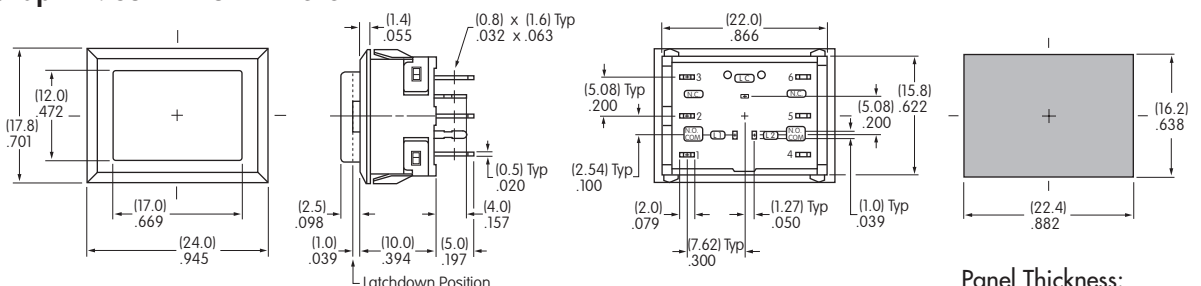 (1.4)
.055
(0.8) x (1.6) Typ
.032 x .063
(22.0)
.866
(12.0)
.472
(17.8)
.701
(17.0)
.669
(24.0)
.945
(2.5)
.098
(1.0)
.039
(10.0)
.394
(5.0)
.197
(4.0)
.157
(0.5) Typ
.020
Latchdown Position
(5.08) Typ
.200
(2.54) Typ
.100
(2.0)
.079
(7.62) Typ
.300
(1.27) Typ
.050
(1.0) Typ
.039
(5.08)
.200
(15.8)
.622
3
L C
6
N.C.
N.C.
2
5
N.O.
COM
L1
L2
N.O.
COM
1
4
(16.2)
.638
(22.4)
.882
Panel Thickness: